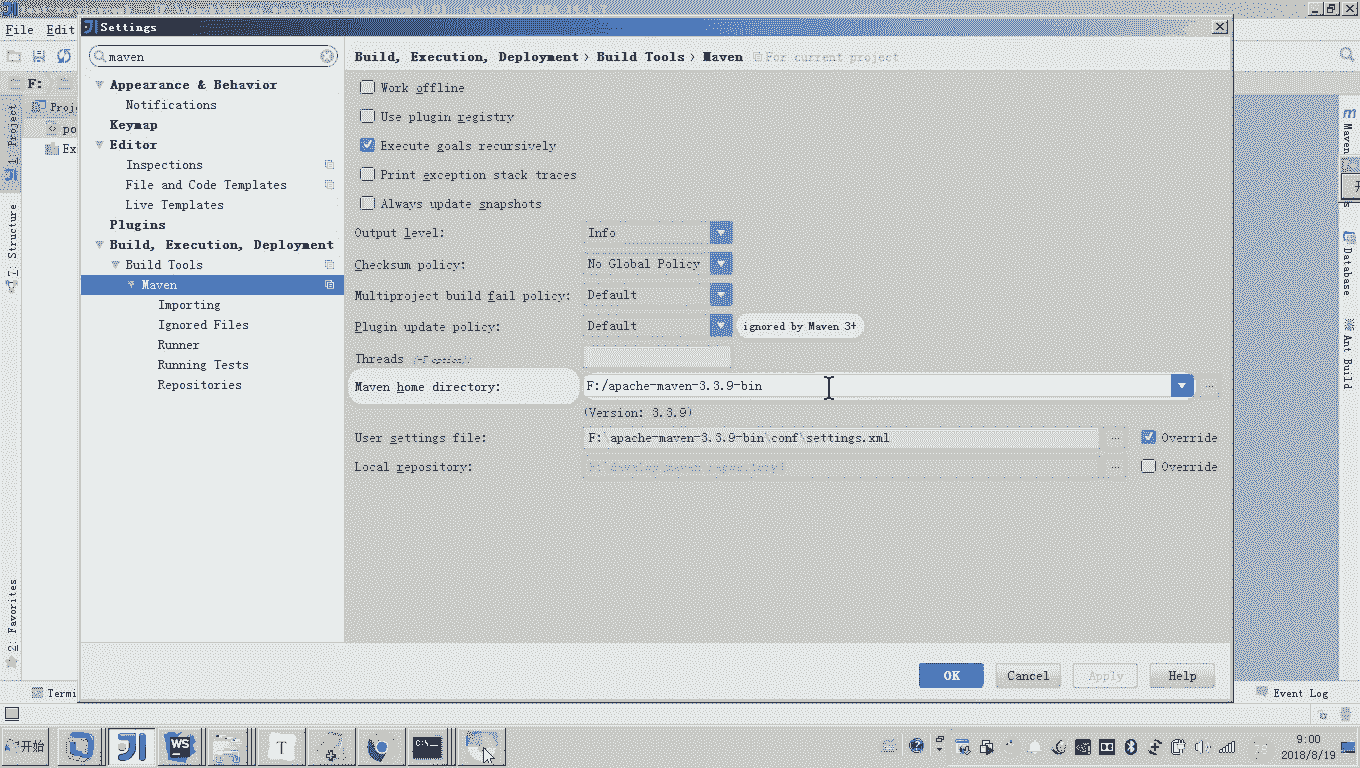 Settings
File Edit
maven
Build, Execution, Deployment › Build Tools › Maven For current project
Appearance & Behavior
Notifications
Keymap
Editor
Inspections
File and Code Templates
Live Templates
Plugins
Build, Execution, Deployment
Build Tools
Maven
Importing
Ignored Files
Runner
Running Tests
Repositories
Work offline
Use plugin registry
Execute goals recursively
Print exception stack traces
Always update snapshots
Output level: Info
Checksum policy: No Global Policy
Multiproject build fail policy: Default
Plugin update policy: Default ignored by Maven 3+
Threads (-T option):
Maven home directory: F:/apache-maven-3.3.9-bin
(Version: 3.3.9)
User settings file: F:\apache-maven-3.3.9-bin\conf\settings.xml Override
Local repository: Override
OK Cancel Apply Help
F:
Proj
po
Ex
1: Project
7: Structure
2: Favorites
Maven
Database
Ant Build
Termi
Event Log
开始
WS
T
9:00
2018/8/19